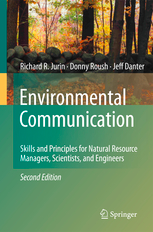 Richard R. Jurin · Donny Roush · Jeff Danter
Environmental
Communication
Skills and Principles for Natural Resource
Managers, Scientists, and Engineers
Second Edition
Springer